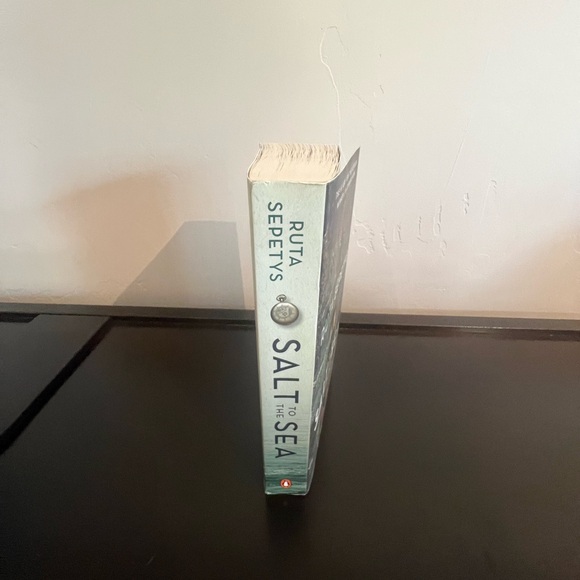 RUTA
SEPETYS
SALT
TO
THE
SEA